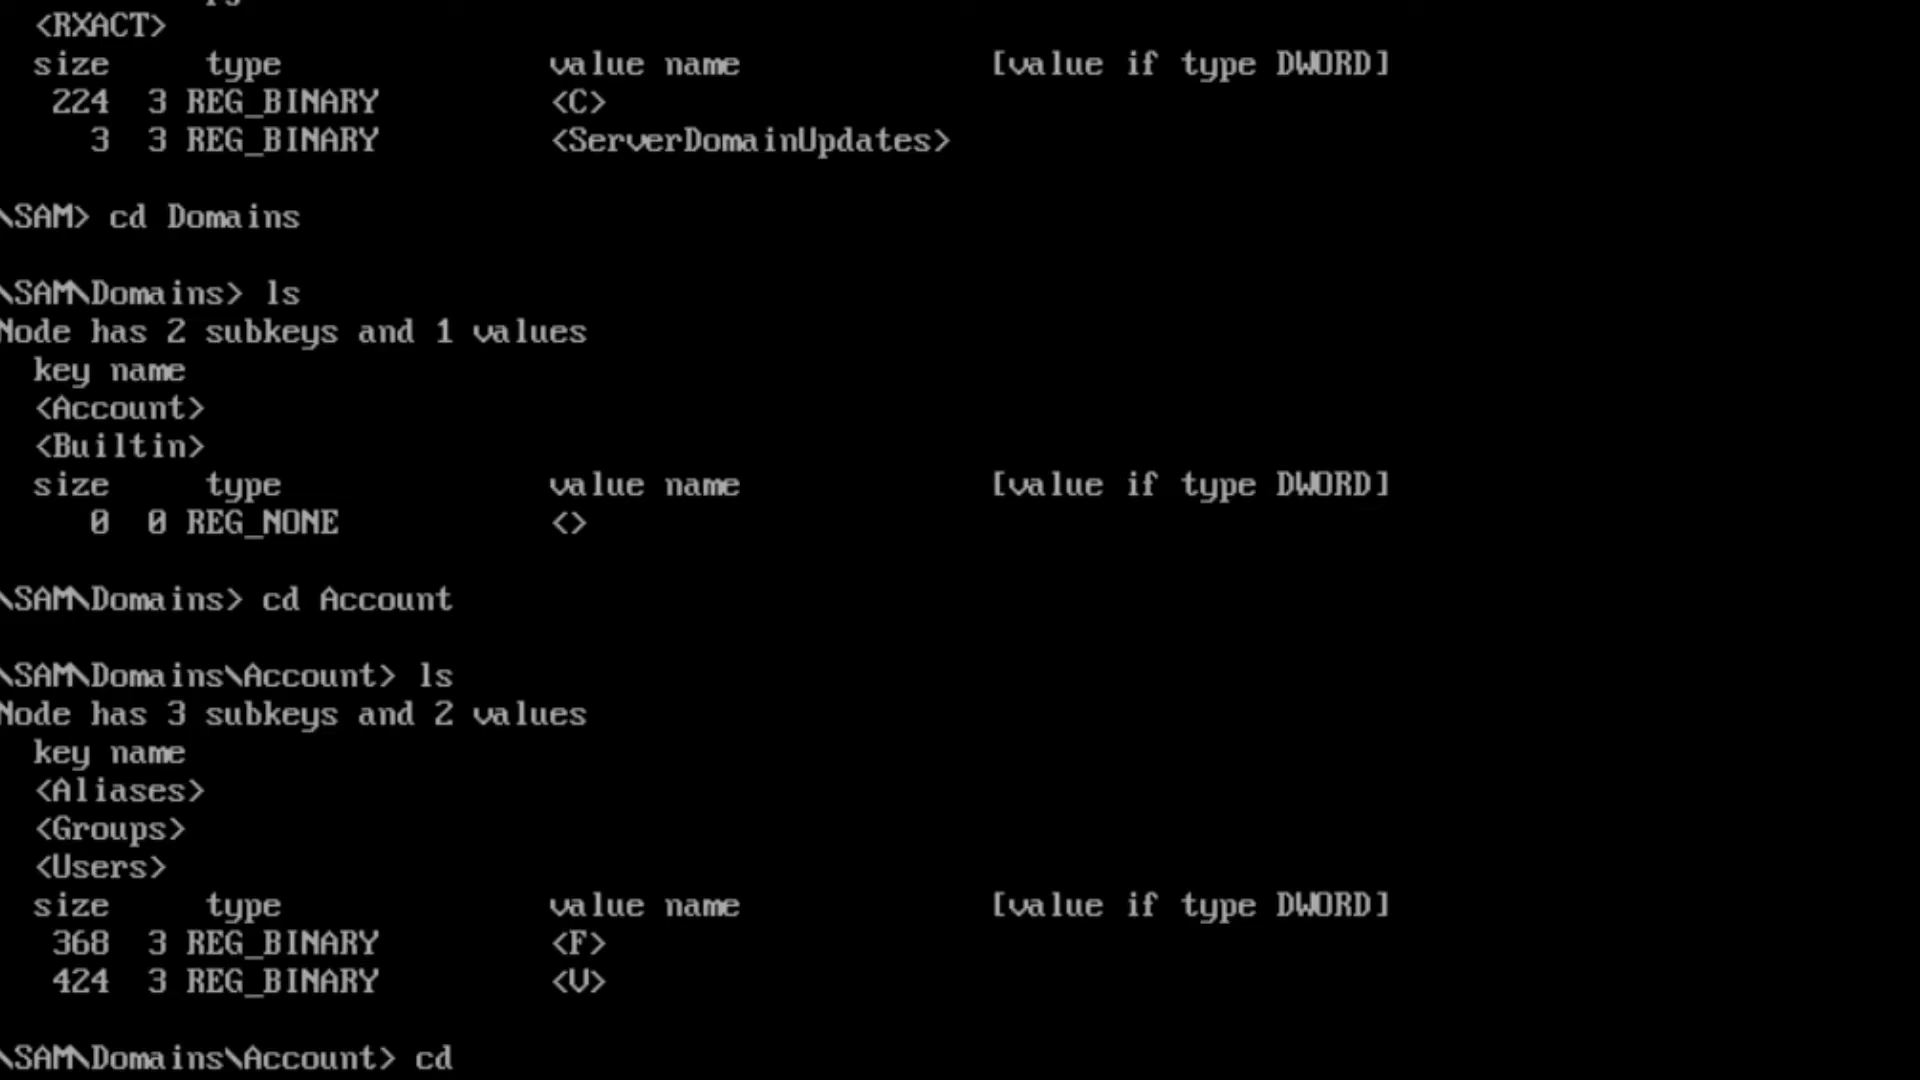 <RXACT>
size type value name [value if type DWORD]
224 3 REG_BINARY <C>
3 3 REG_BINARY <ServerDomainUpdates>
\SAM> cd Domains
\SAM\Domains> ls
Node has 2 subkeys and 1 values
key name
<Account>
<Builtin>
size type value name [value if type DWORD]
0 0 REG_NONE <>
\SAM\Domains> cd Account
\SAM\Domains\Account> ls
Node has 3 subkeys and 2 values
key name
<Aliases>
<Groups>
<Users>
size type value name [value if type DWORD]
368 3 REG_BINARY <F>
424 3 REG_BINARY <V>
\SAM\Domains\Account> cd